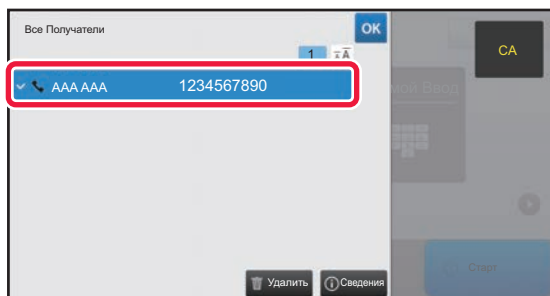 Все Получатели
OK
CA
1
AAA AAA 1234567890
мой Ввод
Старт
Удалить
Сведения